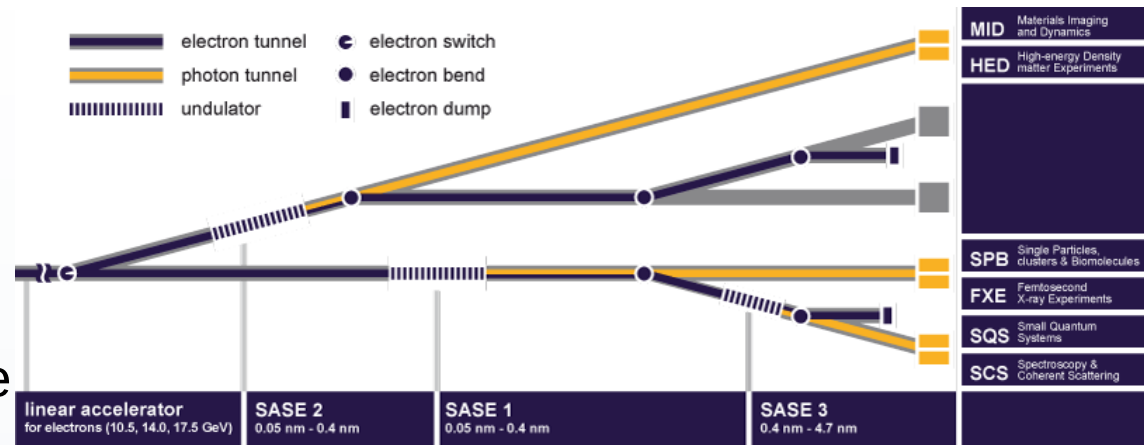 electron tunnel
electron switch
photon tunnel
electron bend
undulator
electron dump
MID Materials Imaging
and Dynamics
HED High-energy Density
matter Experiments
SPB Single Particles,
clusters & Biomolecules
FXE Femtosecond
X-ray Experiments
SQS Small Quantum
Systems
SCS Spectroscopy &
Coherent Scattering
e
linear accelerator
for electrons (10.5, 14.0, 17.5 GeV)
SASE 2
0.05 nm - 0.4 nm
SASE 1
0.05 nm - 0.4 nm
SASE 3
0.4 nm - 4.7 nm